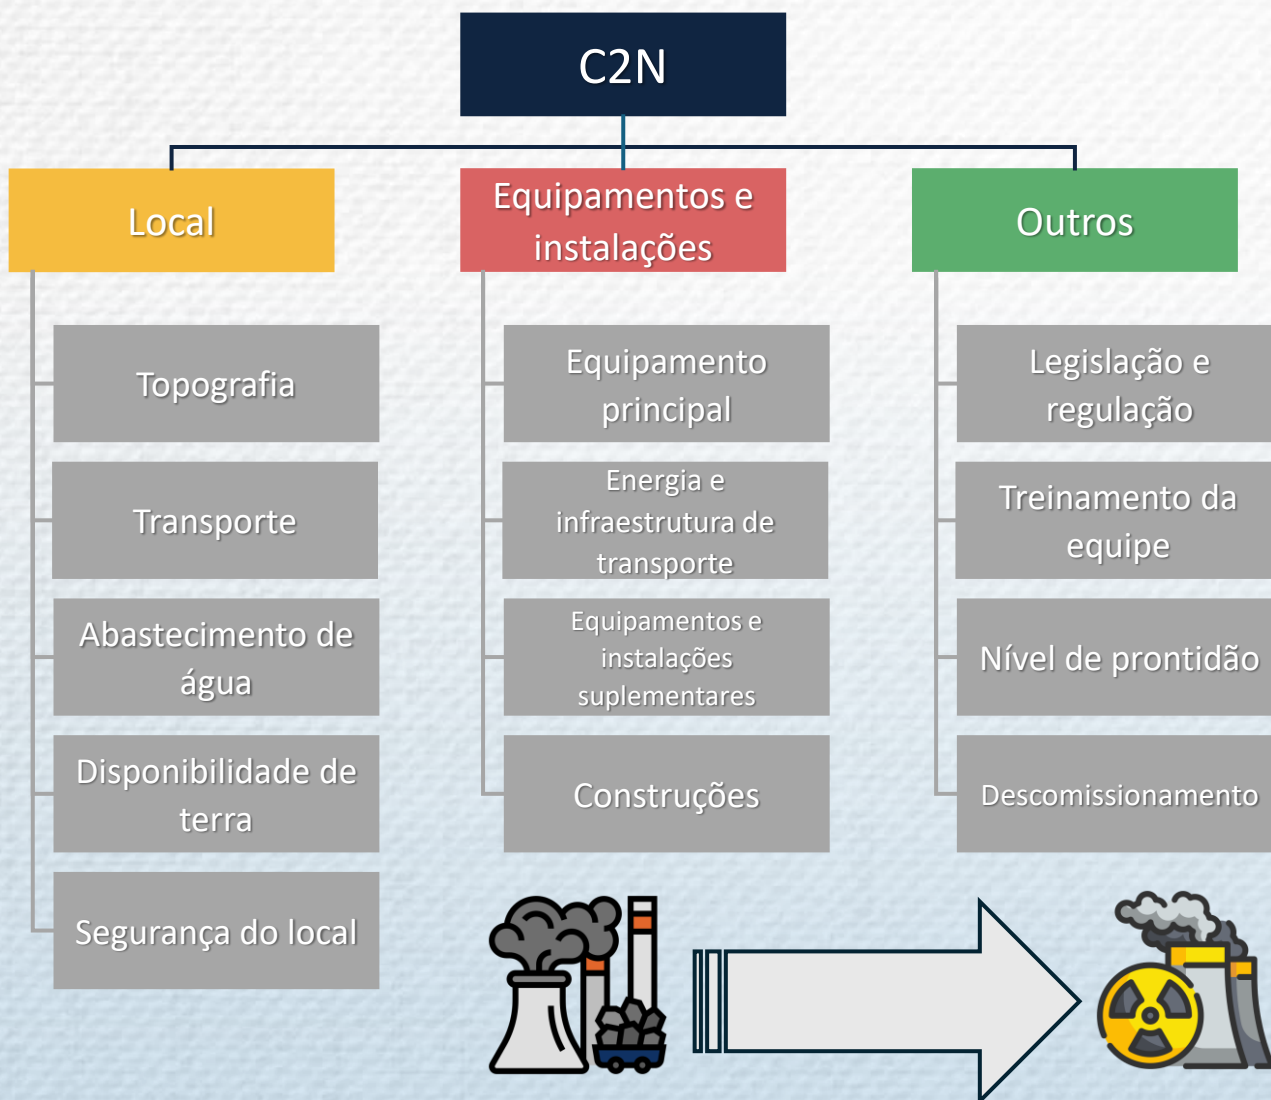 C2N
Local
Topografia
Transporte
Abastecimento de
água
Disponibilidade de
terra
Segurança do local
Equipamentos e
instalações
Equipamento
principal
Energia e
infraestrutura de
transporte
Equipamentos e
instalações
suplementares
Construções
Outros
Legislação e
regulação
Treinamento da
equipe
Nível de prontidão
Descomissionamento